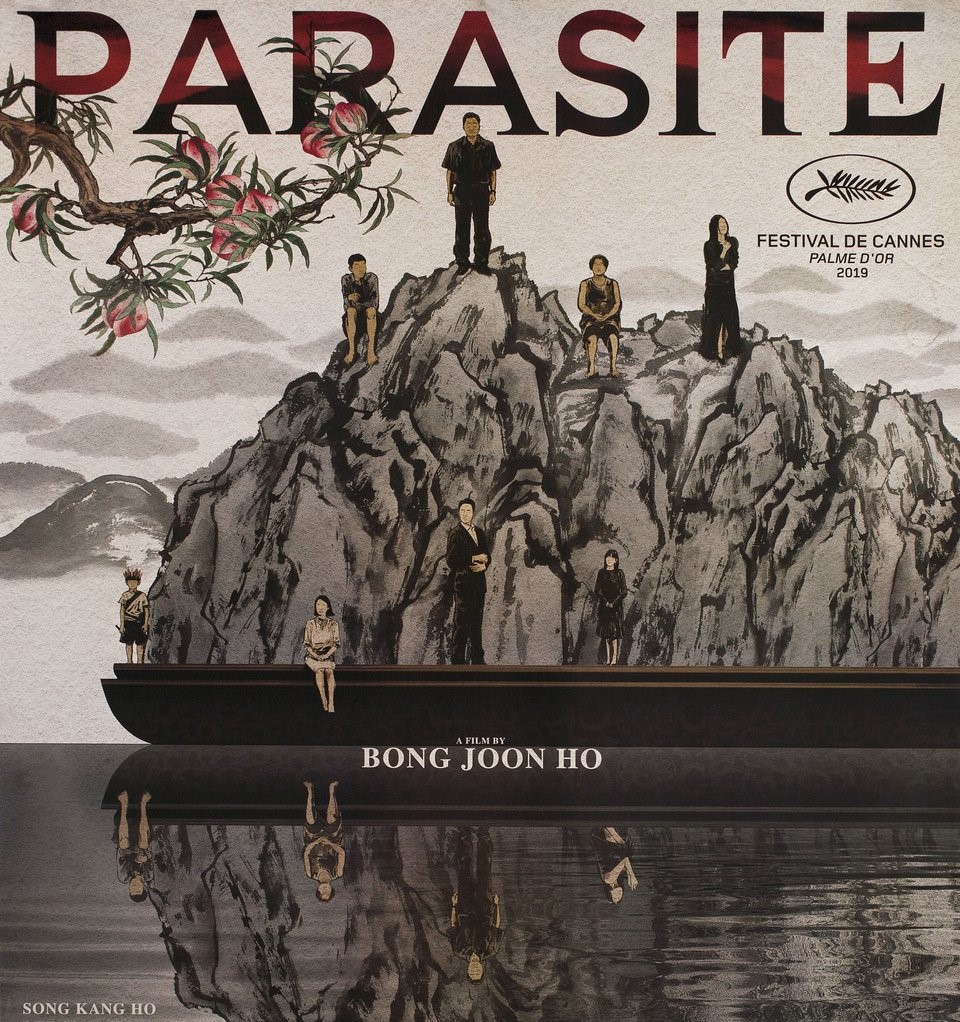 PARASITE
FESTIVAL DE CANNES
PALME D'OR
2019
A FILM BY
BONG JOON HO
SONG KANG HO